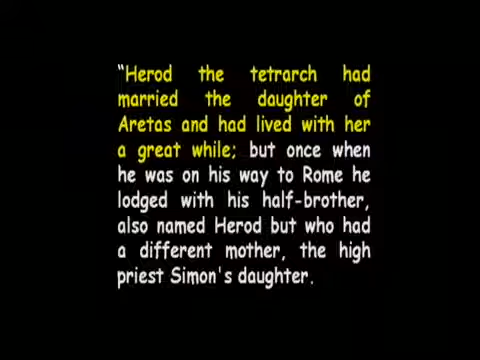 “Herod the tetrarch had
married the daughter of
Aretas and had lived with her
a great while; but once when
he was on his way to Rome he
lodged with his half-brother,
also named Herod but who had
a different mother, the high
priest Simon's daughter.